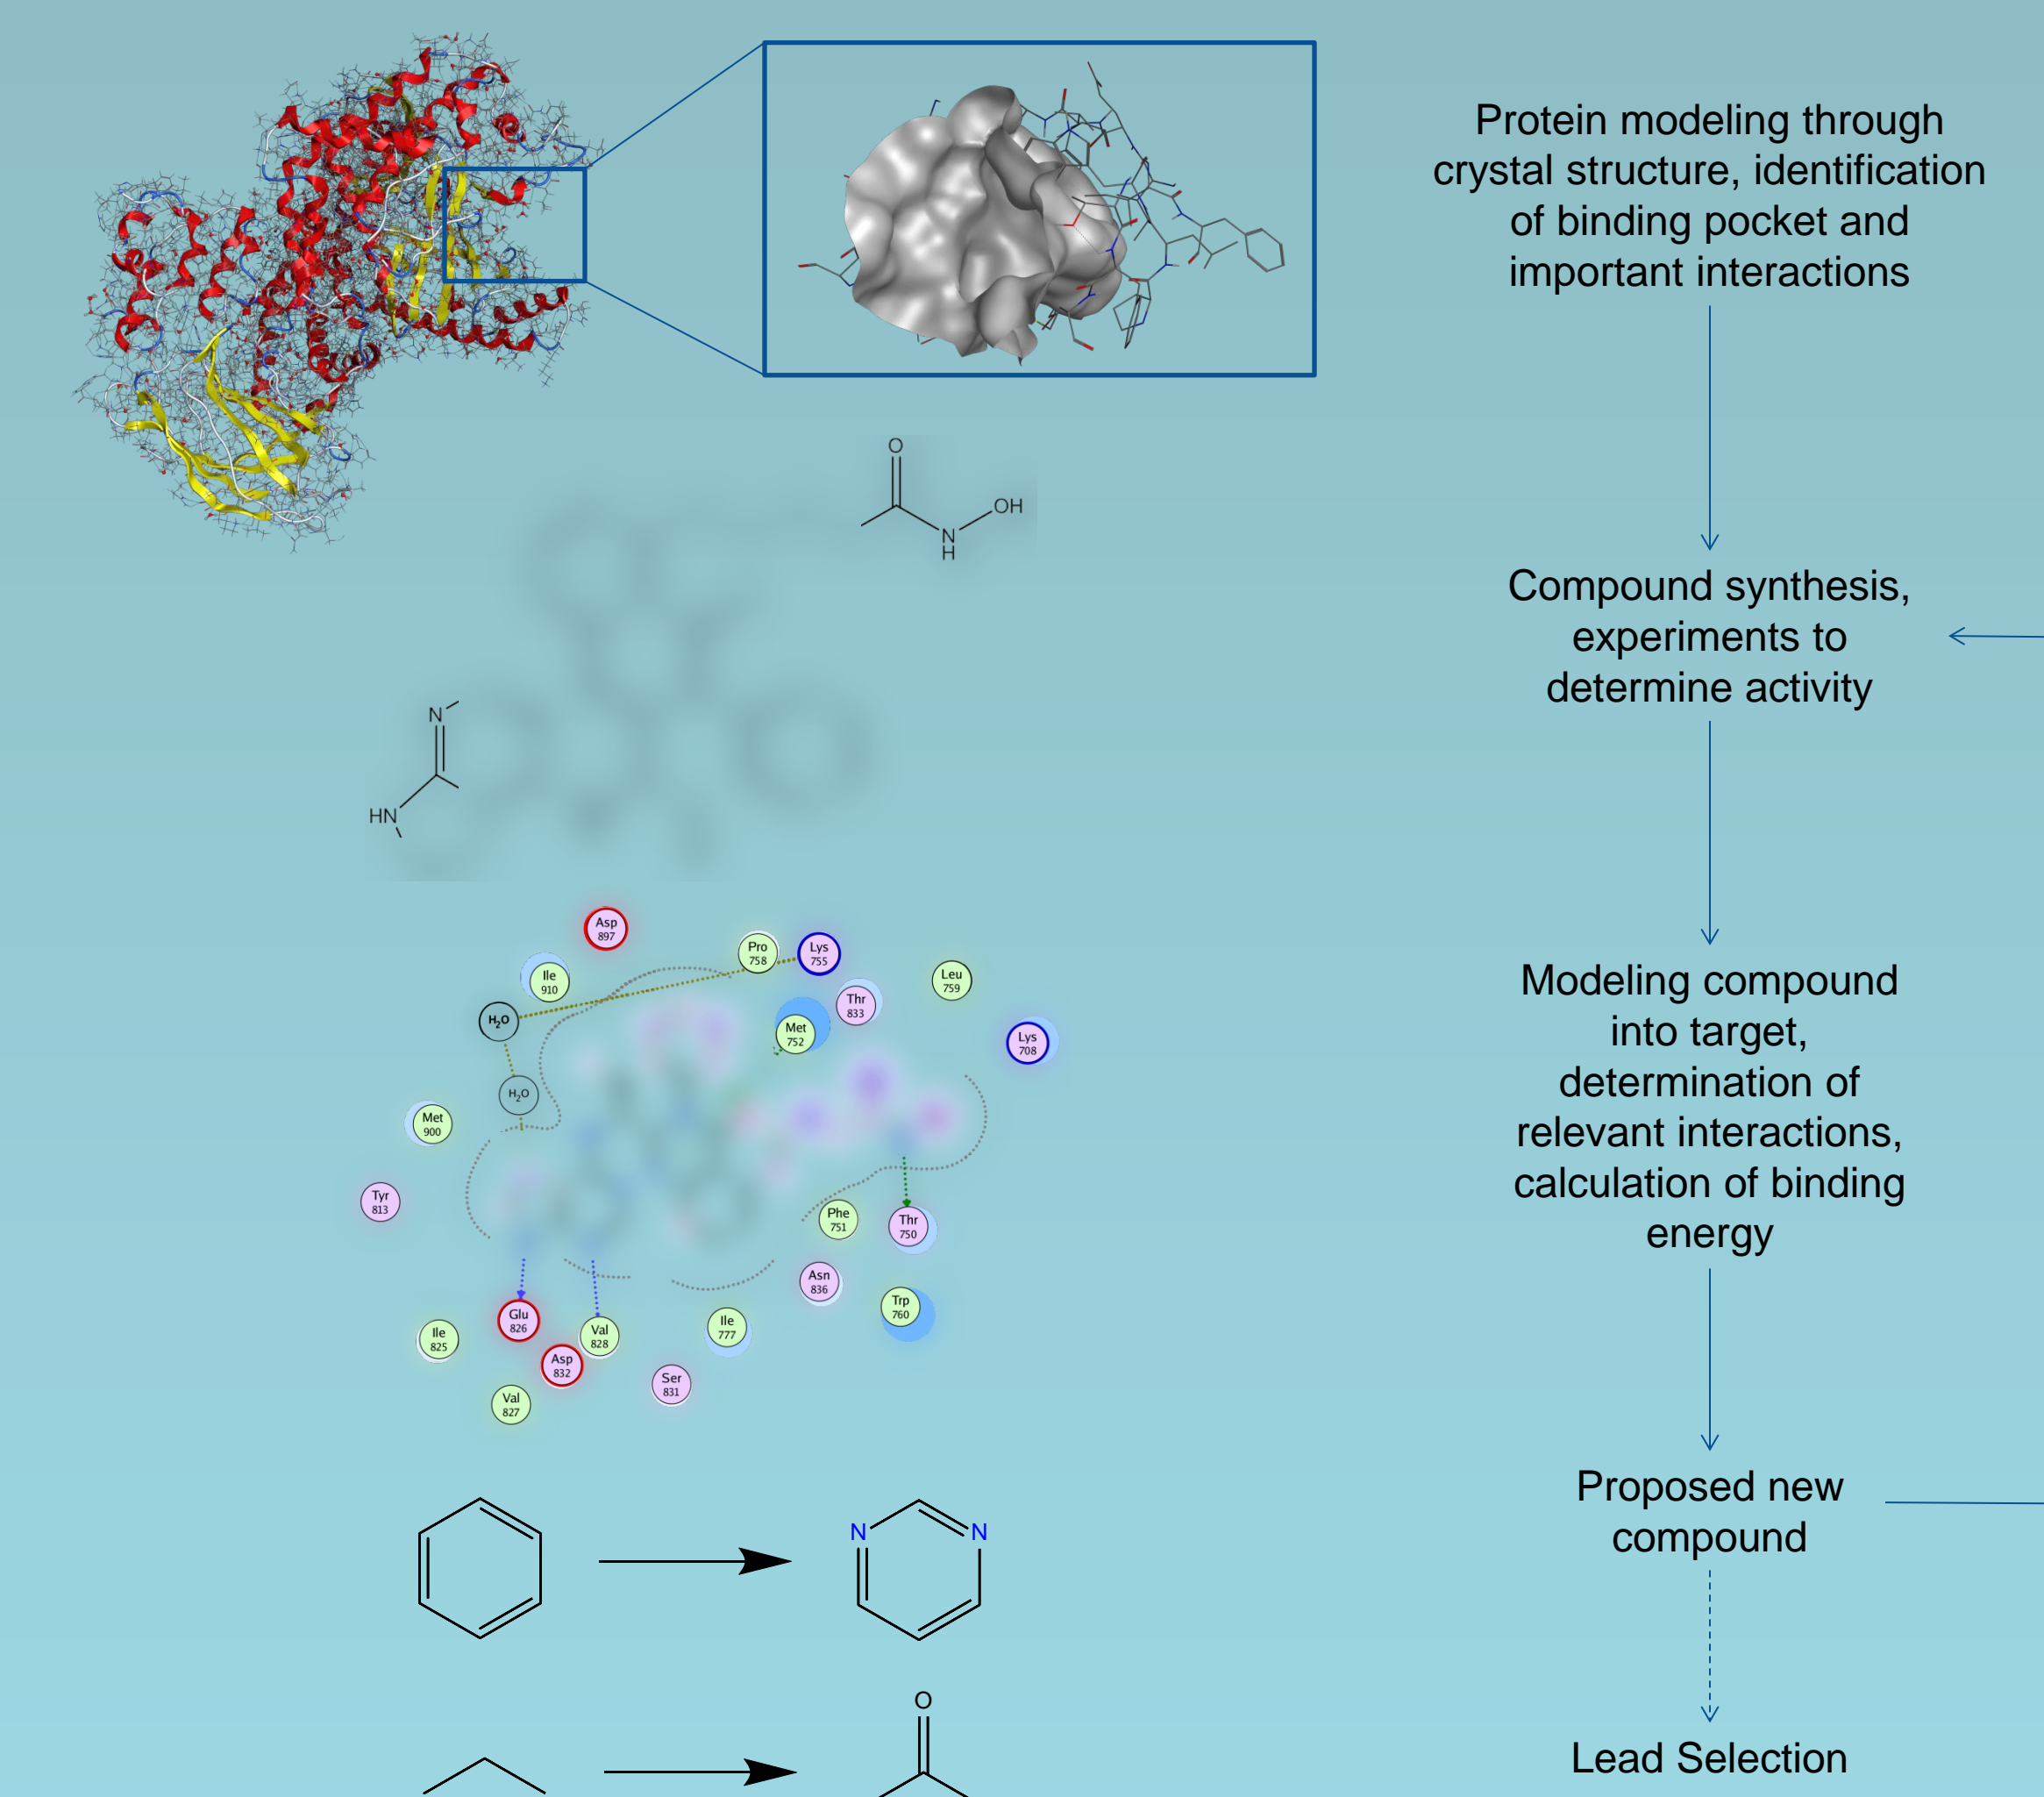 Protein modeling through
crystal structure, identification
of binding pocket and
important interactions
O
OH
N
H
Compound synthesis,
experiments to
determine activity
N
HN
Asp
897
Pro
758
Lys
755
Ile
910
Leu
759
Thr
833
H₂O
Met
752
Lys
708
H₂O
Met
900
Tyr
813
Phe
751
Thr
750
Asn
836
Trp
760
Glu
826
Val
828
Ile
777
Ile
825
Asp
832
Ser
831
Val
827
Modeling compound
into target,
determination of
relevant interactions,
calculation of binding
energy
Proposed new
compound
N N
O
Lead Selection